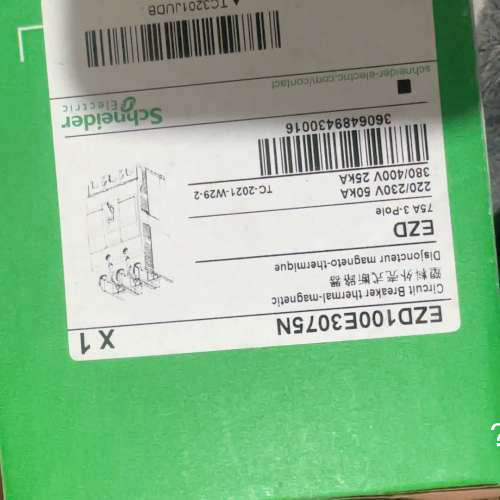 EZD100E3075N
X 1
Circuit Breaker thermal-magnetic
塑料外壳式断路器
Disjoncteur magneto-thermique
EZD
75A 3-Pole
220/230V 50kA
380/400V 25kA
TC-2021-W29-2
3606489430016
Schneider
Electric
schneider-electric.com/contact
TC3201JUDB
?